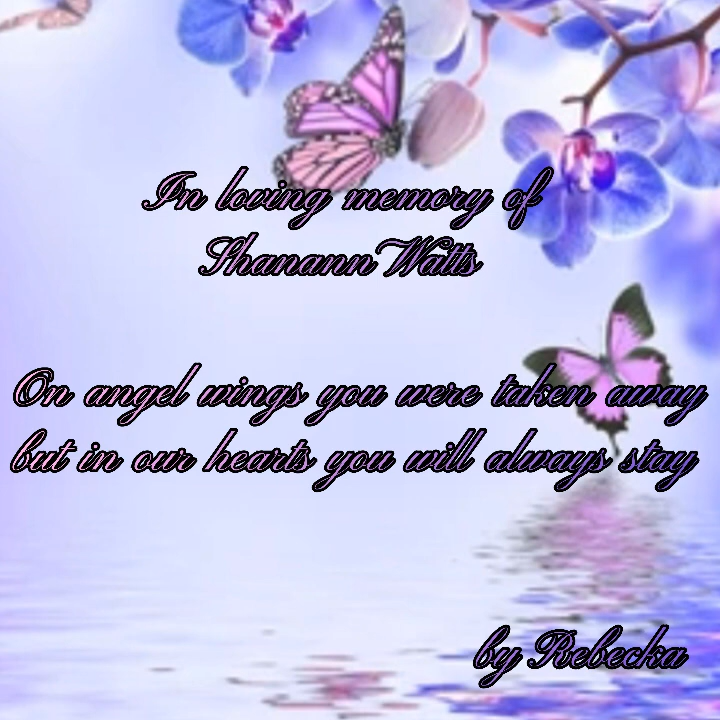 In loving memory of
Shanann Watts
On angel wings you were taken away
but in our hearts you will always stay
by Rebecka